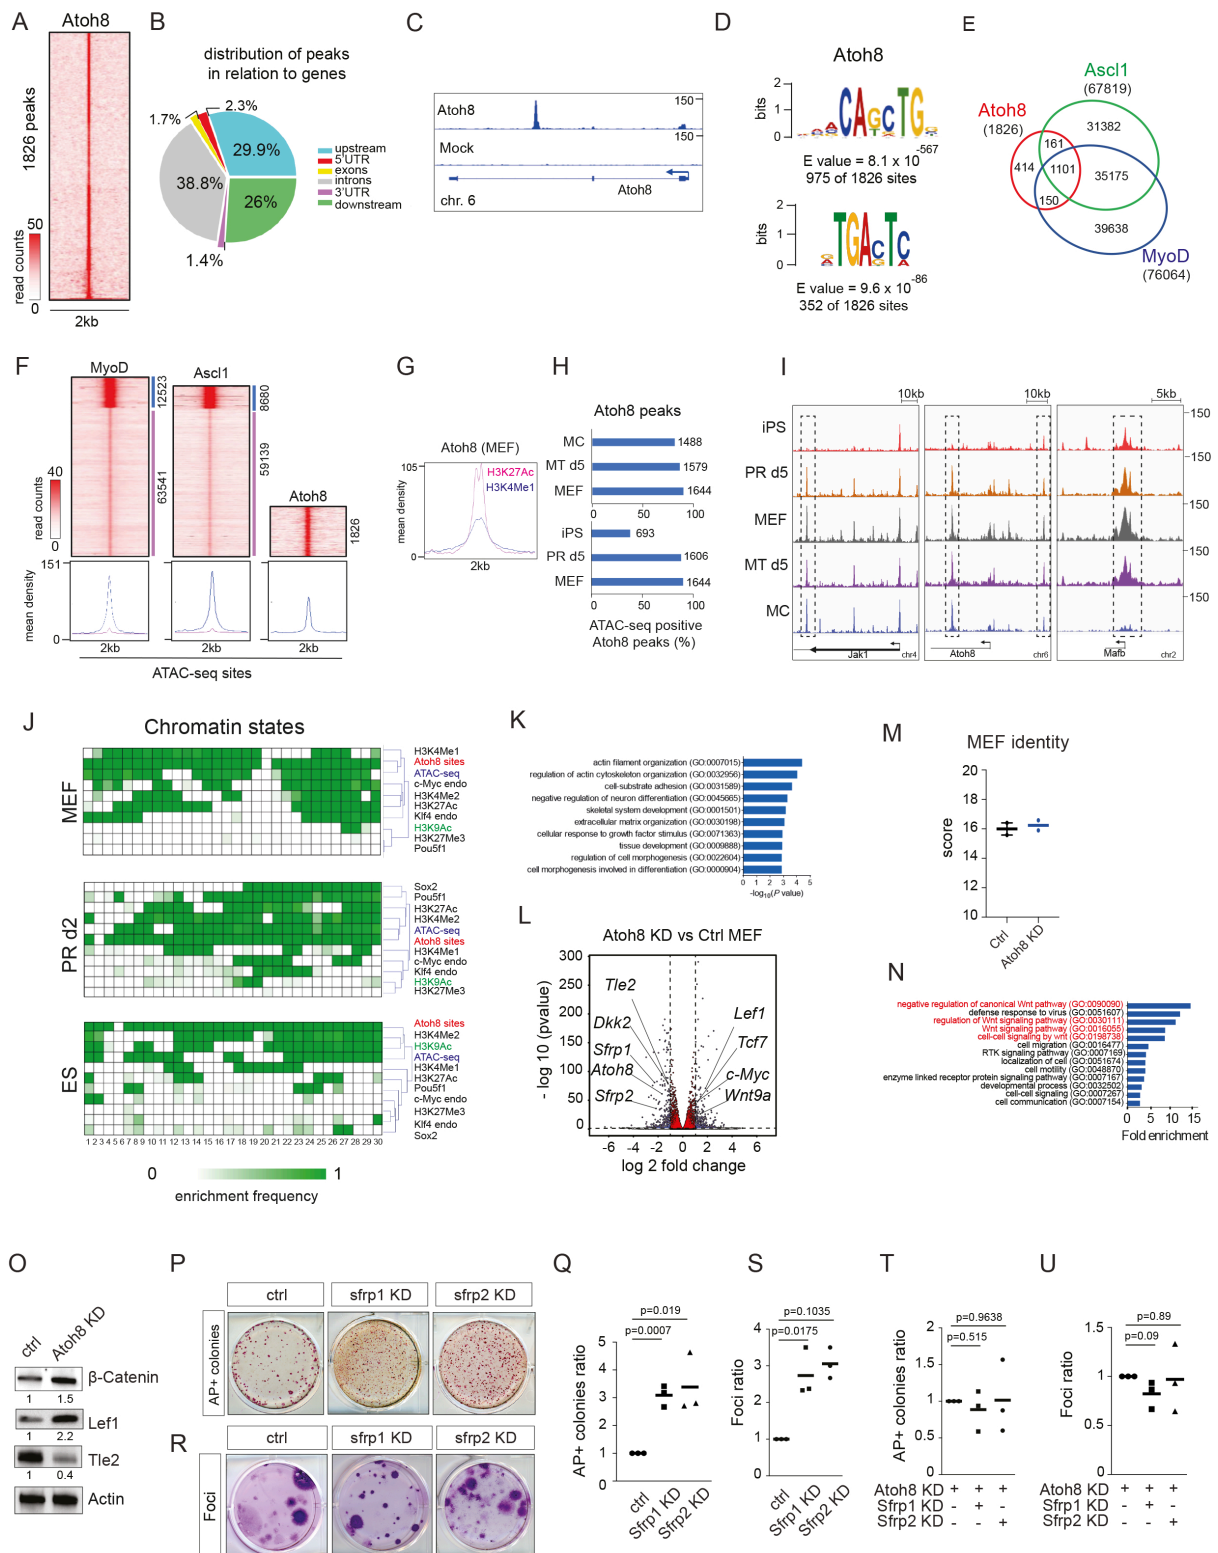 A
Atoh8
1826 peaks
50
read counts
0
2kb
B
distribution of peaks
in relation to genes
2.3%
1.7%
29.9%
38.8%
26%
1.4%
upstream
5'UTR
exons
introns
3'UTR
downstream
C
Atoh8
150
150
Mock
Atoh8
chr. 6
D
Atoh8
2
1
0
bits
CAGCTG
E value = 8.1 x 10
-567
975 of 1826 sites
2
1
0
bits
TGACTC
E value = 9.6 x 10
-86
352 of 1826 sites
E
Ascl1
(67819)
Atoh8
(1826)
31382
161
414
1101
35175
150
39638
MyoD
(76064)
F
MyoD
Ascl1
12523
8680
63541
59139
Atoh8
1826
40
read counts
0
151
mean density
0
2kb
2kb
2kb
ATAC-seq sites
G
Atoh8 (MEF)
105
H3K27Ac
H3K4Me1
mean density
0
2kb
H
Atoh8 peaks
MC
1488
MT d5
1579
MEF
1644
0
50
100
iPS
693
PR d5
1606
MEF
1644
0
50
100
ATAC-seq positive
Atoh8 peaks (%)
I
10kb
10kb
5kb
iPS
150
PR d5
150
MEF
150
MT d5
150
MC
150
Jak1
chr4
Atoh8
chr6
Mafb
chr2
J
Chromatin states
MEF
H3K4Me1
Atoh8 sites
ATAC-seq
c-Myc endo
H3K4Me2
H3K27Ac
Klf4 endo
H3K9Ac
H3K27Me3
Pou5f1
PR d2
Sox2
Pou5f1
H3K27Ac
H3K4Me2
ATAC-seq
Atoh8 sites
H3K4Me1
c-Myc endo
Klf4 endo
H3K9Ac
H3K27Me3
ES
Atoh8 sites
H3K4Me2
H3K9Ac
ATAC-seq
H3K4Me1
H3K27Ac
Pou5f1
c-Myc endo
H3K27Me3
Klf4 endo
Sox2
1 2 3 4 5 6 7 8 9 10 11 12 13 14 15 16 17 18 19 20 21 22 23 24 25 26 27 28 29 30
0
1
enrichment frequency
K
actin filament organization (GO:0007015)
regulation of actin cytoskeleton organization (GO:0032956)
cell-substrate adhesion (GO:0031589)
negative regulation of neuron differentiation (GO:0045665)
skeletal system development (GO:0001501)
extracellular matrix organization (GO:0030198)
cellular response to growth factor stimulus (GO:0071363)
tissue development (GO:0009888)
regulation of cell morphogenesis (GO:0022604)
cell morphogenesis involved in differentiation (GO:0000904)
0 1 2 3 4 5
-log10(P value)
L
Atoh8 KD vs Ctrl MEF
300
250
200
150
100
50
0
- log 10 (pvalue)
Tle2
Dkk2
Sfrp1
Atoh8
Sfrp2
Lef1
Tcf7
c-Myc
Wnt9a
-6 -4 -2 0 2 4 6
log 2 fold change
M
MEF identity
20
18
16
14
12
10
score
Ctrl
Atoh8 KD
N
negative regulation of canonical Wnt pathway (GO:0090090)
defense response to virus (GO:0051607)
regulation of Wnt signaling pathway (GO:0030111)
Wnt signaling pathway (GO:0016055)
cell-cell signaling by wnt (GO:0198738)
cell migration (GO:0016477)
RTK signaling pathway (GO:0007169)
localization of cell (GO:0051674)
cell motility (GO:0048870)
enzyme linked receptor protein signaling pathway (GO:0007167)
developmental process (GO:0032502)
cell-cell signaling (GO:0007267)
cell communication (GO:0007154)
0 5 10 15
Fold enrichment
O
ctrl
Atoh8 KD
β-Catenin
1 1.5
Lef1
1 2.2
Tle2
1 0.4
Actin
P
ctrl
sfrp1 KD
sfrp2 KD
AP+ colonies
R
ctrl
sfrp1 KD
sfrp2 KD
Foci
Q
p=0.019
p=0.0007
5
4
3
2
1
0
AP+ colonies ratio
ctrl
Sfrp1 KD
Sfrp2 KD
S
p=0.1035
p=0.0175
4
3
2
1
0
Foci ratio
ctrl
Sfrp1 KD
Sfrp2 KD
T
p=0.9638
p=0.515
2
1.5
1
0.5
0
AP+ colonies ratio
Atoh8 KD + + +
Sfrp1 KD - + -
Sfrp2 KD - - +
U
p=0.89
p=0.09
1.5
1
0.5
0
Foci ratio
Atoh8 KD + + +
Sfrp1 KD - + -
Sfrp2 KD - - +